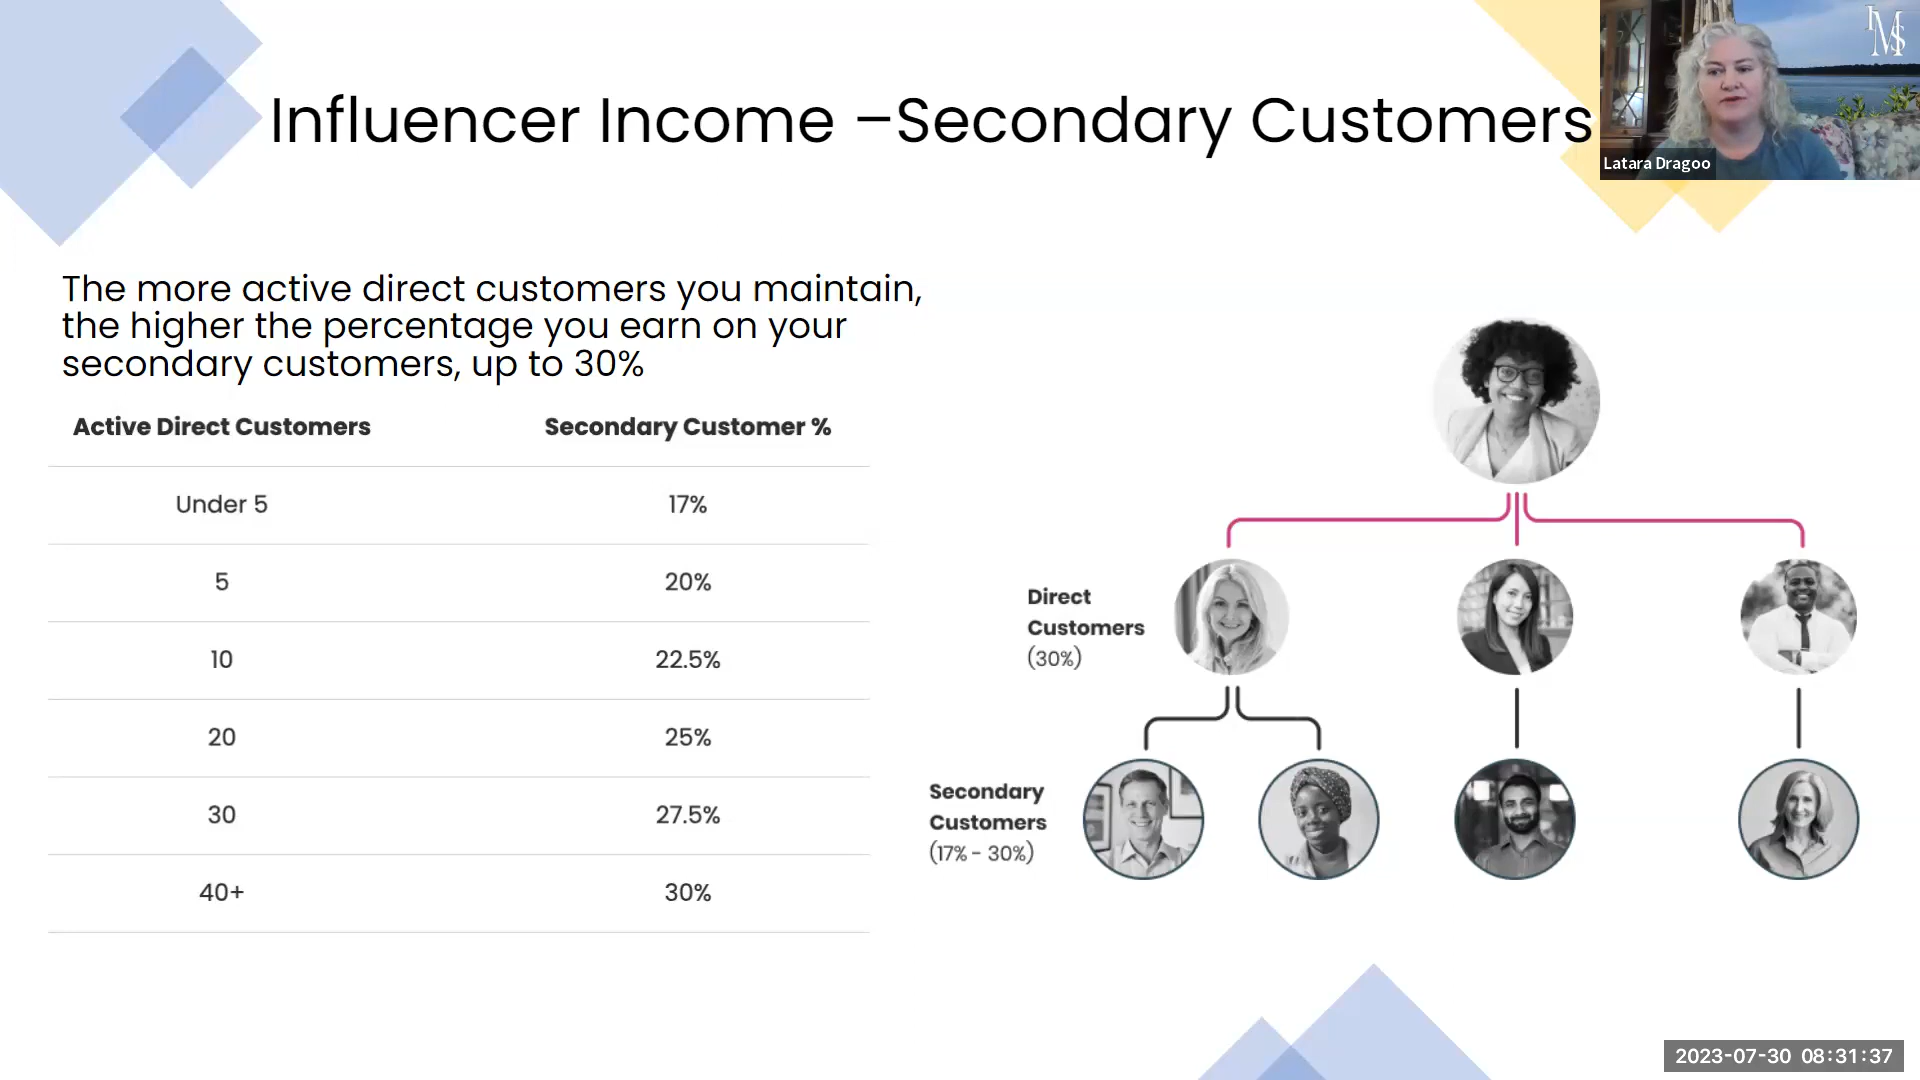 Influencer Income –Secondary Customers
Latara Dragoo
The more active direct customers you maintain,
the higher the percentage you earn on your
secondary customers, up to 30%
Active Direct Customers Secondary Customer %
Under 5 17%
5 20%
10 22.5%
20 25%
30 27.5%
40+ 30%
Direct
Customers
(30%)
Secondary
Customers
(17% - 30%)
2023-07-30 08:31:37